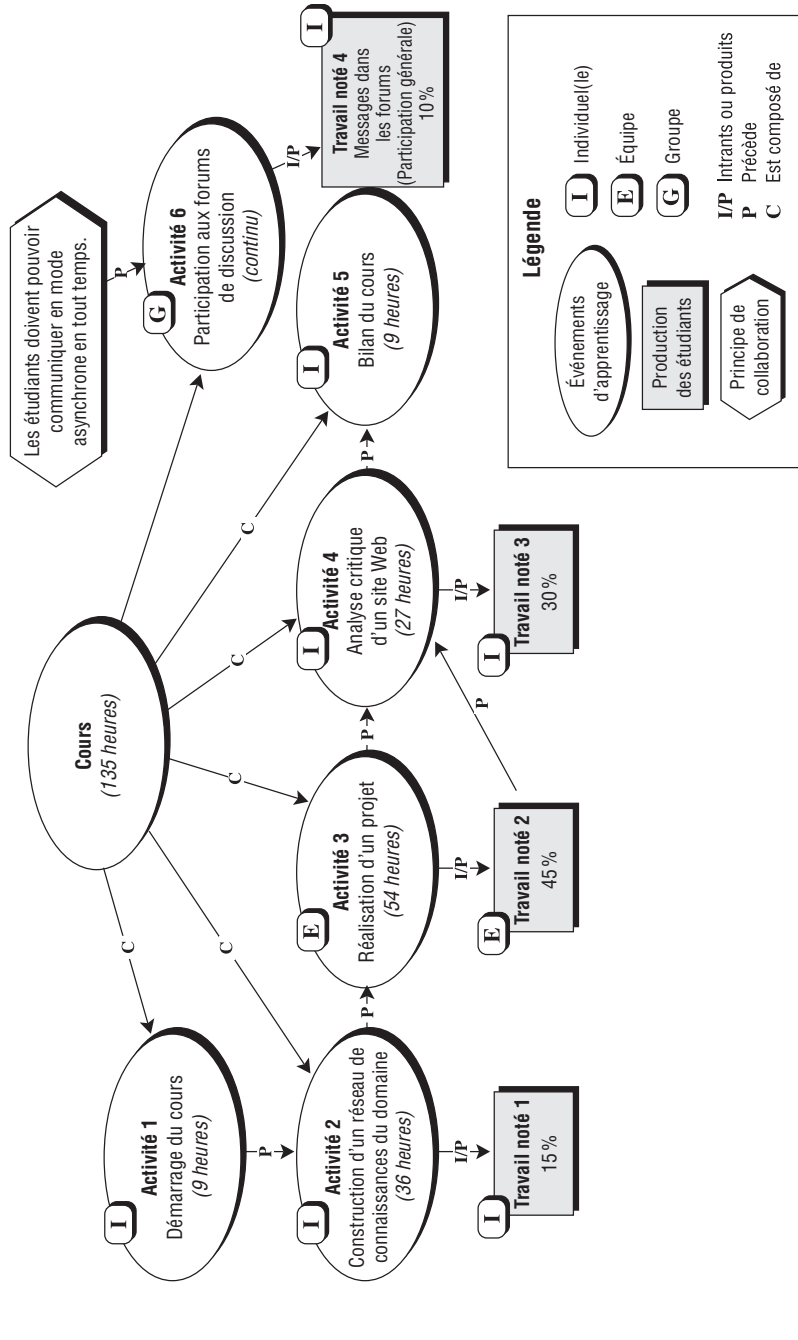 Les étudiants doivent pouvoir
communiquer en mode
asynchrone en tout temps.
P
Cours
(135 heures)
C
C
C
C
C
I
Activité 1
Démarrage du cours
(9 heures)
P
I
Activité 2
Construction d'un réseau de
connaissances du domaine
(36 heures)
P
E
Activité 3
Réalisation d'un projet
(54 heures)
P
I
Activité 4
Analyse critique
d'un site Web
(27 heures)
P
I
Activité 5
Bilan du cours
(9 heures)
G
Activité 6
Participation aux forums
de discussion
(continu)
I/P
I
Travail noté 4
Messages dans
les forums
(Participation générale)
10 %
I/P
I
Travail noté 1
15 %
I/P
E
Travail noté 2
45 %
P
I/P
I
Travail noté 3
30 %
Légende
Événements
d'apprentissage
Production
des étudiants
Principe de
collaboration
I Individuel(le)
E Équipe
G Groupe
I/P Intrants ou produits
P Précède
C Est composé de